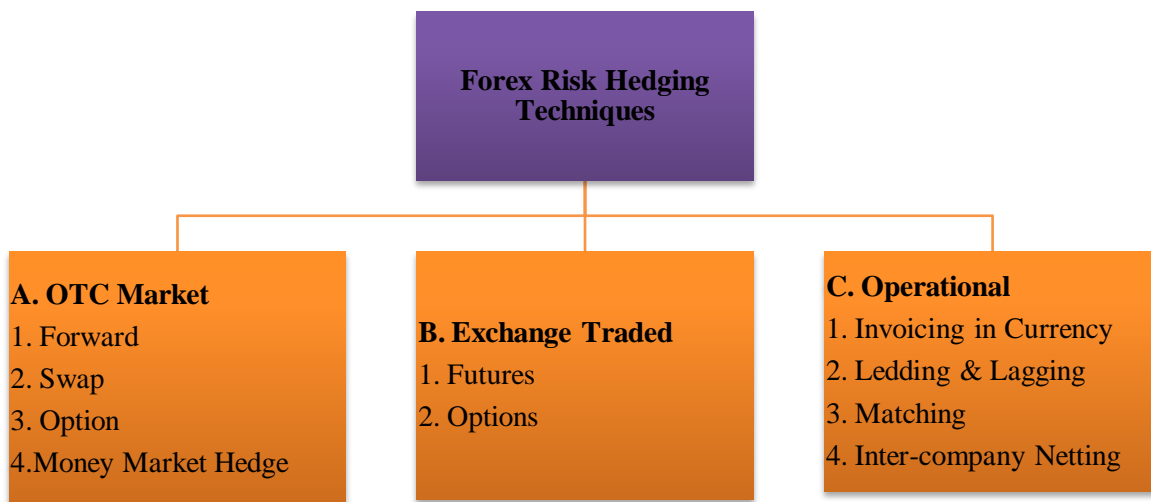 Forex Risk Hedging
Techniques
A. OTC Market
1. Forward
2. Swap
3. Option
4.Money Market Hedge
B. Exchange Traded
1. Futures
2. Options
C. Operational
1. Invoicing in Currency
2. Ledding & Lagging
3. Matching
4. Inter-company Netting